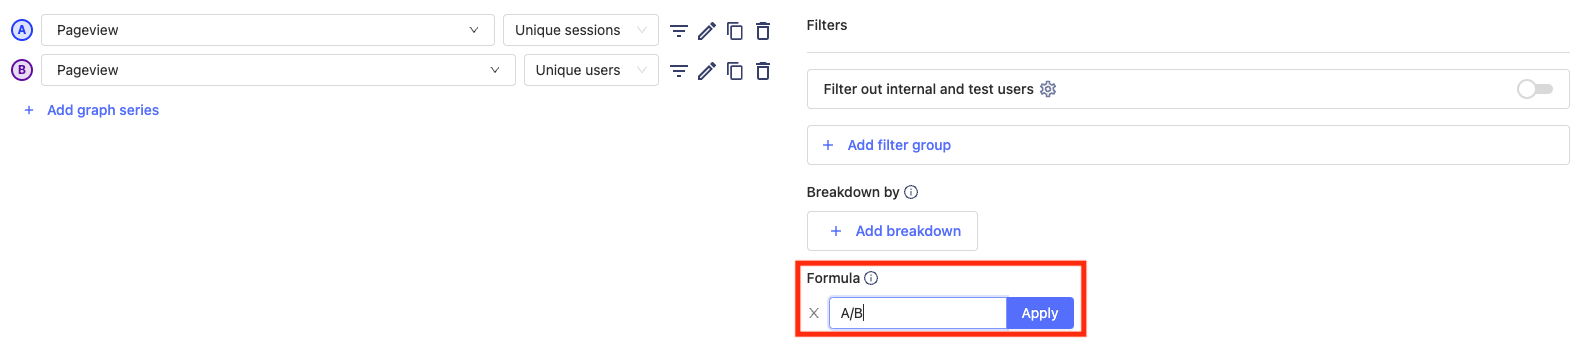 A Pageview Unique sessions
B Pageview Unique users
+ Add graph series
Filters
Filter out internal and test users
+ Add filter group
Breakdown by
+ Add breakdown
Formula
A/B Apply